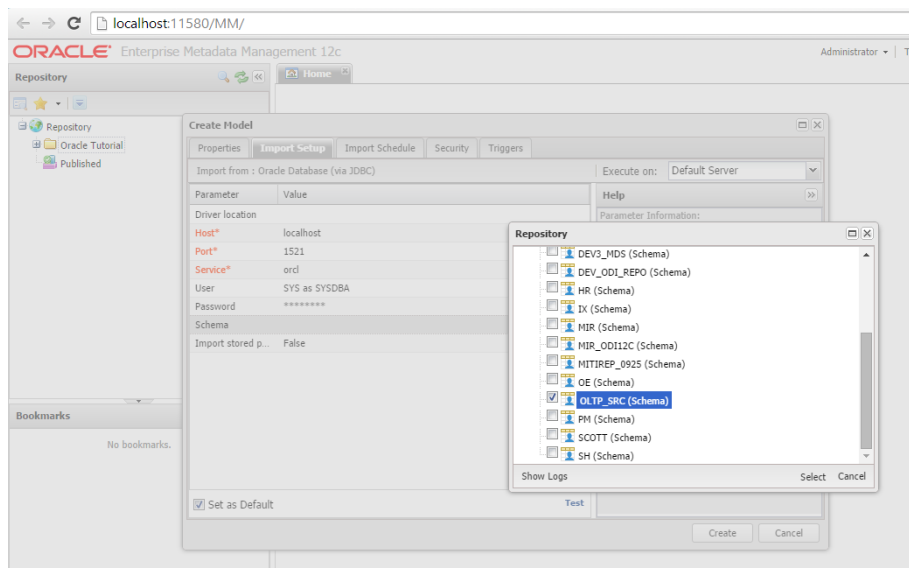 localhost:11580/MM/
ORACLE Enterprise Metadata Management 12c
Administrator
Repository
Home
Repository
Oracle Tutorial
Published
Create Model
Properties Import Setup Import Schedule Security Triggers
Import from : Oracle Database (via JDBC)
Execute on: Default Server
Parameter Value
Help
Driver location
Parameter Information:
Host* localhost
Port* 1521
Service* orcl
User SYS as SYSDBA
Password ********
Schema
Import stored p... False
Repository
DEV3_MDS (Schema)
DEV_ODI_REPO (Schema)
HR (Schema)
IX (Schema)
MIR (Schema)
MIR_ODI12C (Schema)
MITIREP_0925 (Schema)
OE (Schema)
OLTP_SRC (Schema)
PM (Schema)
SCOTT (Schema)
SH (Schema)
Show Logs Select Cancel
Bookmarks
No bookmarks.
Set as Default Test
Create Cancel